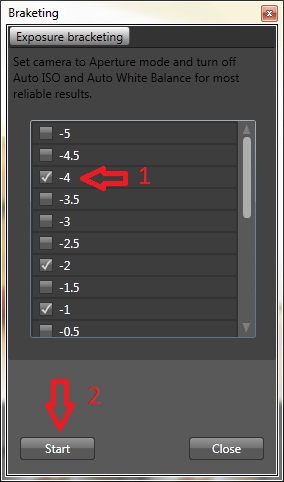 Braketing
Exposure bracketing
Set camera to Aperture mode and turn off
Auto ISO and Auto White Balance for most
reliable results.
-5
-4.5
-4 1
-3.5
-3
-2.5
-2
-1.5
-1
-0.5
2
Start Close